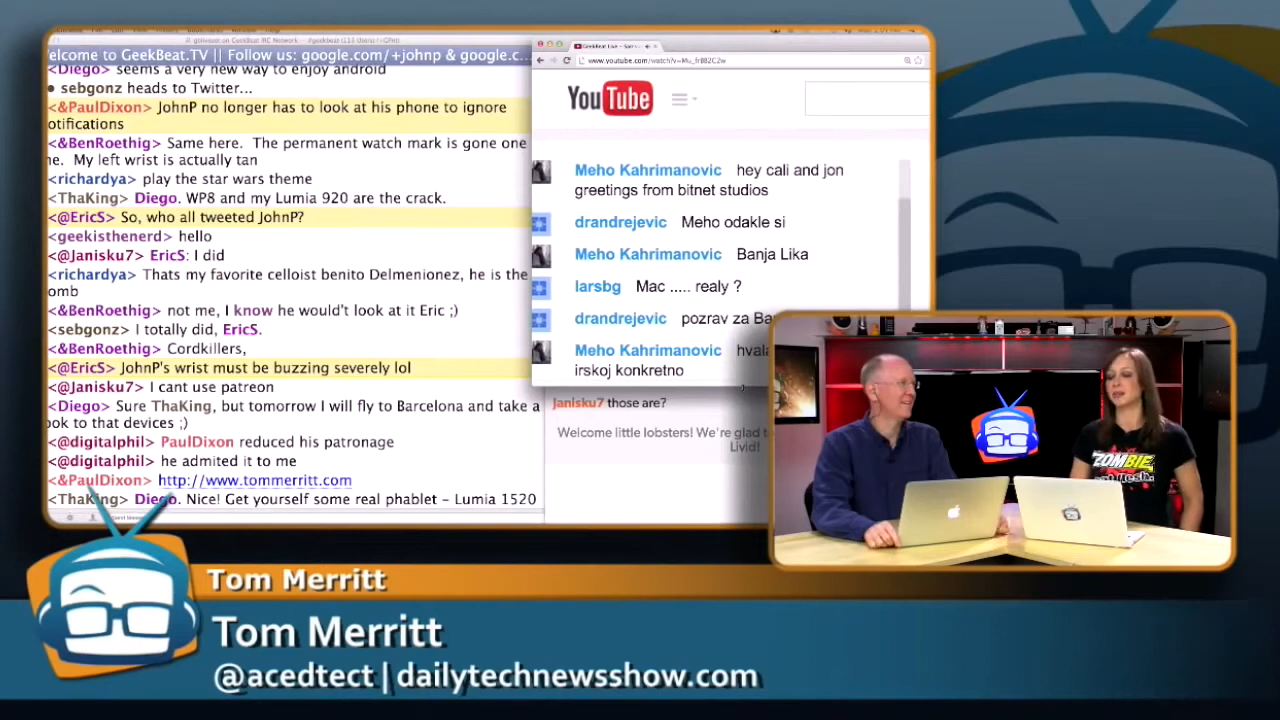 elcome to GeekBeat.TV || Follow us: google.com/+johnp & google.c...
<Diego> seems a very new way to enjoy android
• sebgonz heads to Twitter...
<&PaulDixon> JohnP no longer has to look at his phone to ignore
otifications
<&BenRoethig> Same here. The permanent watch mark is gone one
me. My left wrist is actually tan
<richardya> play the star wars theme
<ThaKing> Diego. WP8 and my Lumia 920 are the crack.
<@EricS> So, who all tweeted JohnP?
<geekisthenerd> hello
<@Janisku7> EricS: I did
<richardya> Thats my favorite celloist benito Delmenionez, he is the
omb
<&BenRoethig> not me, I know he wouldn't look at it Eric ;)
<sebgonz> I totally did, EricS.
<&BenRoethig> Cordkillers,
<@EricS> JohnP's wrist must be buzzing severely lol
<@Janisku7> I cant use patreon
<Diego> Sure ThaKing, but tomorrow I will fly to Barcelona and take a
ook to that devices ;)
<@digitalphil> PaulDixon reduced his patronage
<@digitalphil> he admited it to me
<&PaulDixon> http://www.tommerritt.com
<ThaKing> Diego. Nice! Get yourself some real phablet - Lumia 1520
YouTube
Meho Kahrimanovic hey cali and jon
greetings from bitnet studios
drandrejevic Meho odakle si
Meho Kahrimanovic Banja Lika
larsbg Mac ..... realy ?
drandrejevic pozrav za Ba
Meho Kahrimanovic hvala
irskoj konkretno
Janisku7 those are?
Welcome little lobsters! We're glad to
Livid!
ZOMBIE
Tom Merritt
Tom Merritt
@acedtect | dailytechnewsshow.com